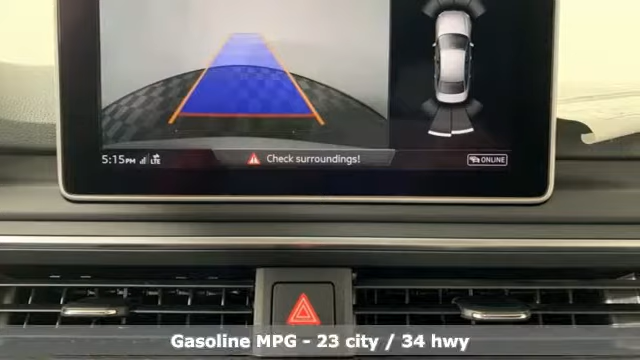 5:15PM LTE
Check surroundings!
ONLINE
Gasoline MPG - 23 city / 34 hwy